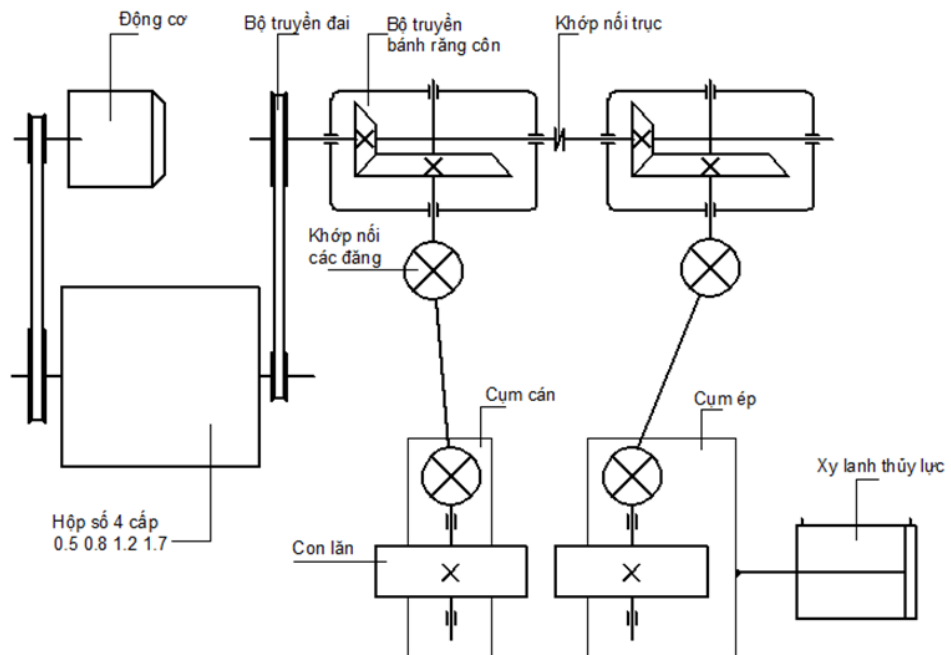 Động cơ
Bộ truyền đai
Bộ truyền
bánh răng côn
Khớp nối trục
Khớp nối
các đăng
Cụm cán
Cụm ép
Xy lanh thủy lực
Hộp số 4 cấp
0.5 0.8 1.2 1.7
Con lăn